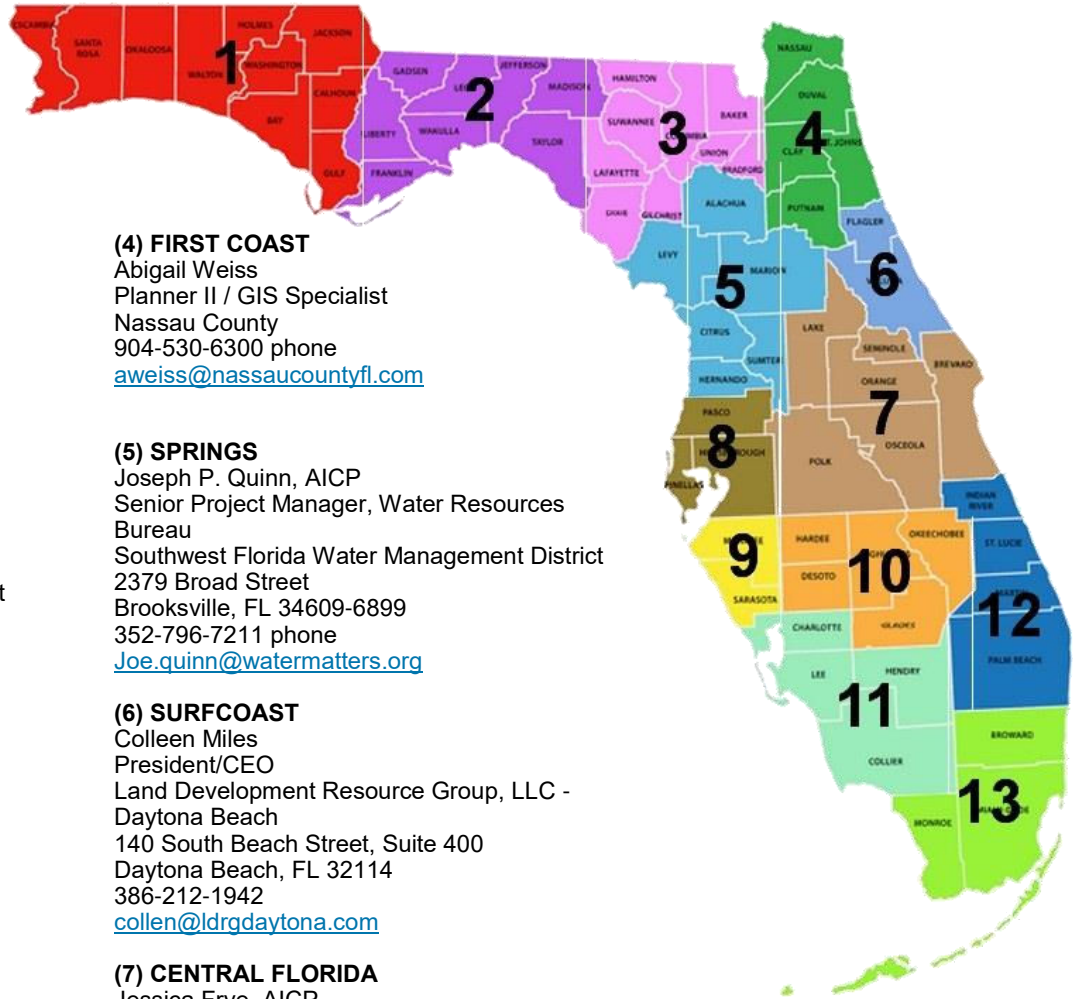 ESCAMBIA
SANTA
ROSA
OKALOOSA
WALTON
HOLMES
WASHINGTON
JACKSON
CALHOUN
BAY
GULF
1
GADSEN
LIBERTY
FRANKLIN
WAKULLA
JEFFERSON
MADISON
TAYLOR
2
HAMILTON
SUWANNEE
LAFAYETTE
DIXIE
GILCHRIST
UNION
BRADFORD
BAKER
3
NASSAU
DUVAL
CLAY
ST. JOHNS
PUTNAM
4
ALACHUA
LEVY
MARION
CITRUS
SUMTER
HERNANDO
5
FLAGLER
6
LAKE
SEMINOLE
ORANGE
BREVARD
OSCEOLA
POLK
7
PASCO
PINELLAS
8
SARASOTA
9
HARDEE
DESOTO
OKEECHOBEE
GLADES
10
CHARLOTTE
LEE
HENDRY
COLLIER
11
INDIAN
RIVER
ST. LUCIE
MARTIN
PALM BEACH
12
BROWARD
MONROE
13
(4) FIRST COAST
Abigail Weiss
Planner II / GIS Specialist
Nassau County
904-530-6300 phone
aweiss@nassaucountyfl.com
(5) SPRINGS
Joseph P. Quinn, AICP
Senior Project Manager, Water Resources
Bureau
Southwest Florida Water Management District
2379 Broad Street
Brooksville, FL 34609-6899
352-796-7211 phone
Joe.quinn@watermatters.org
(6) SURFCOAST
Colleen Miles
President/CEO
Land Development Resource Group, LLC -
Daytona Beach
140 South Beach Street, Suite 400
Daytona Beach, FL 32114
386-212-1942
collen@ldrgdaytona.com
(7) CENTRAL FLORIDA
Jessica Frye, AICP
t